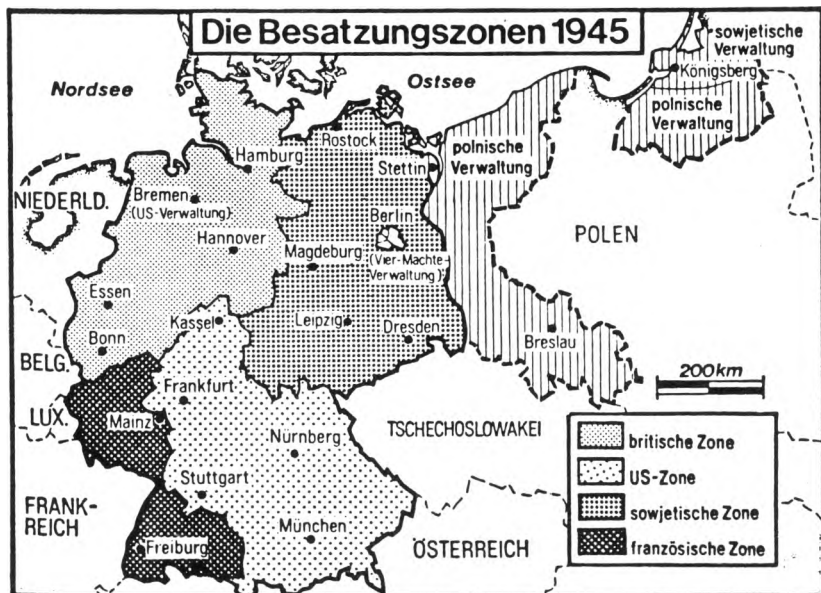 Die Besatzungszonen 1945
Nordsee
Ostsee
sowjetische
Verwaltung
Königsberg
polnische
Verwaltung
polnische
Verwaltung
Rostock
Hamburg
Stettin
NIEDERLD.
Bremen
(US-Verwaltung)
Berlin
(Vier-Machte-
Verwaltung)
Hannover
Magdeburg
POLEN
Essen
Kassel
Leipzig
Dresden
Breslau
Bonn
BELG.
200km
Frankfurt
LUX.
Mainz
TSCHECHOSLOWAKEI
Nürnberg
Stuttgart
FRANK-
REICH
München
Freiburg
ÖSTERREICH
britische Zone
US-Zone
sowjetische Zone
französische Zone